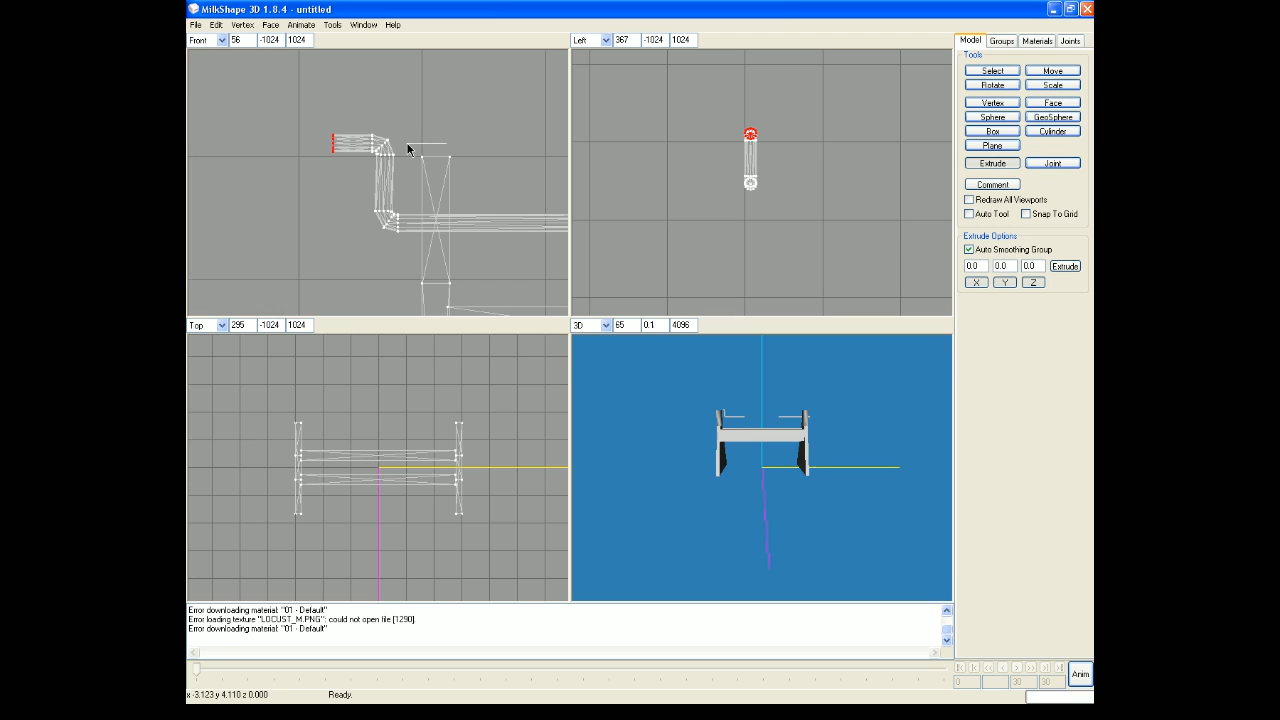 MilkShape 3D 1.8.4 - untitled
File Edit Vertex Face Animate Tools Window Help
Front 56 -1024 1024
Left 367 -1024 1024
Model Groups Materials Joints
Tools
Select Move
Rotate Scale
Vertex Face
Sphere GeoSphere
Box Cylinder
Plane
Extrude Joint
Comment
Redraw All Viewports
Auto Tool Snap To Grid
Extrude Options
Auto Smoothing Group
0.0 0.0 0.0 Extrude
X Y Z
Top 295 -1024 1024
3D 65 0.1 4096
Error downloading material: "01 - Default"
Error loading texture "LOCUST_M.PNG": could not open file [1290].
Error downloading material: "01 - Default"
Anim
0 30 30
x -3.123 y 4.110 z 0.000 Ready.